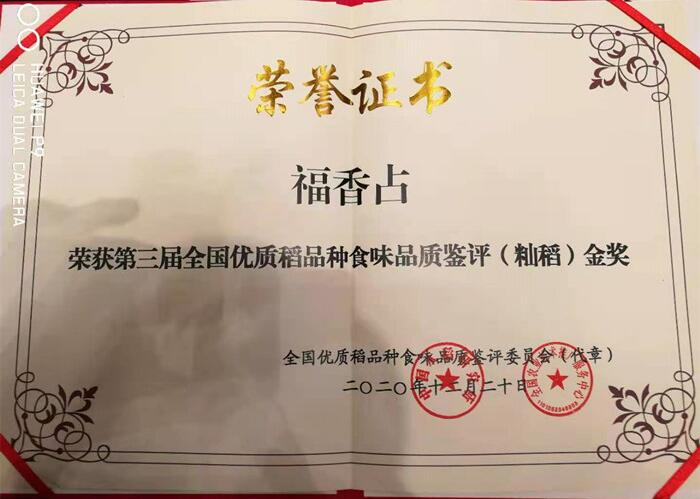 荣誉证书
福香占
荣获第三届全国优质稻品种食味品质鉴评（籼稻）金奖
全国优质稻品种食味品质鉴评委员会（代章）
二〇二〇年十二月二十日
HUAWEI P9
LEICA DUAL CAMERA